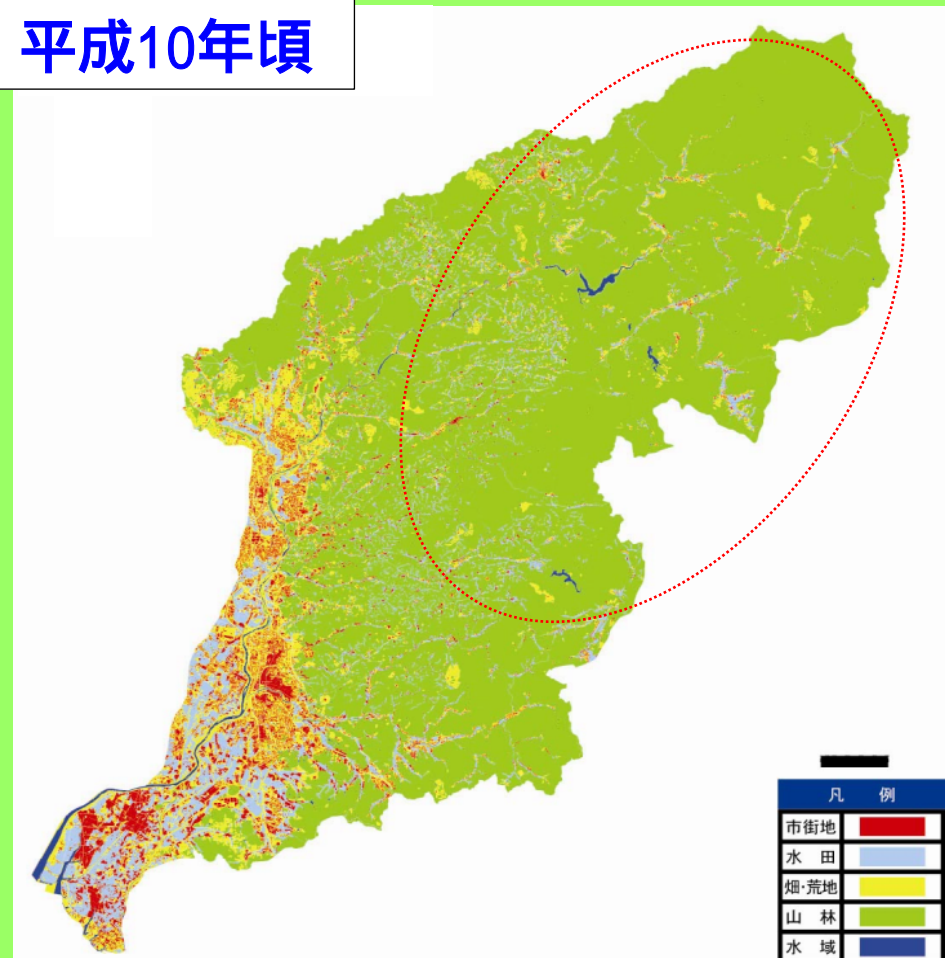 平成10年頃
凡 例
市街地
水 田
畑・荒地
山 林
水 域